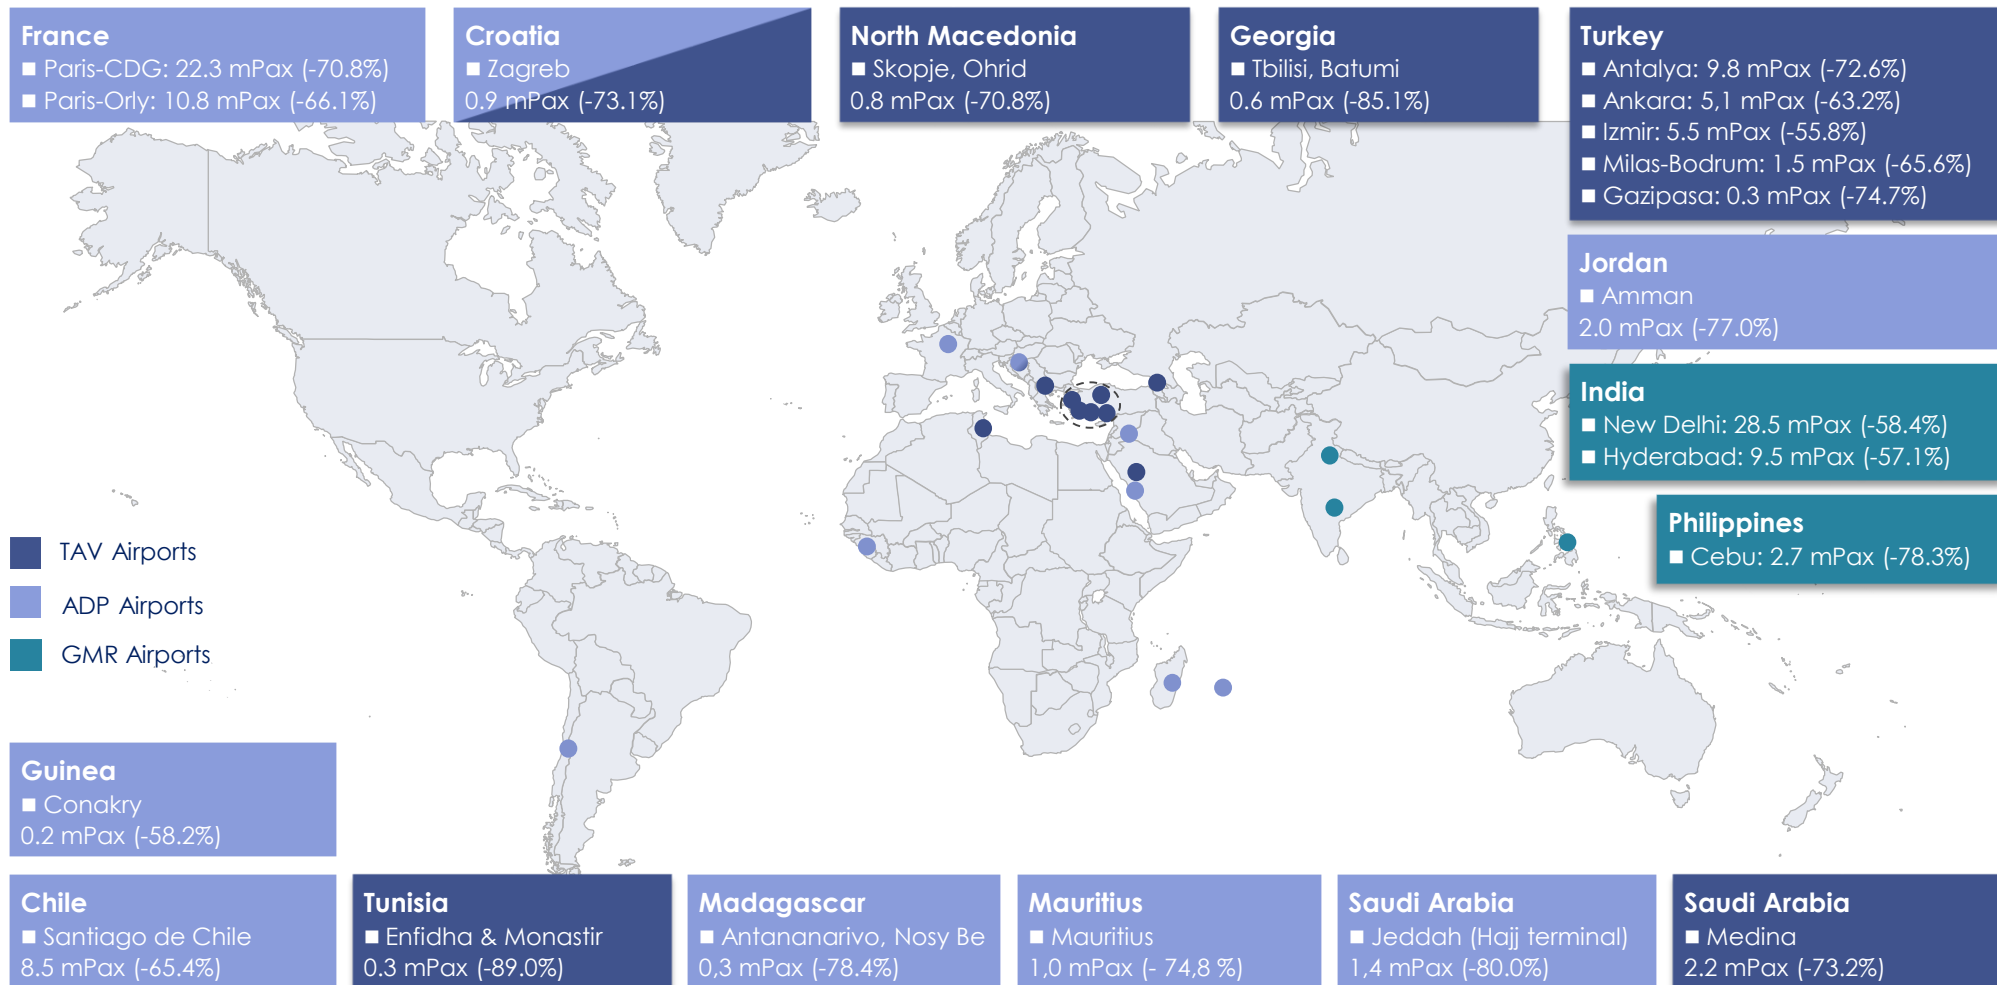 France
■ Paris-CDG: 22.3 mPax (-70.8%)
■ Paris-Orly: 10.8 mPax (-66.1%)
Croatia
■ Zagreb
0.9 mPax (-73.1%)
North Macedonia
■ Skopje, Ohrid
0.8 mPax (-70.8%)
Georgia
■ Tbilisi, Batumi
0.6 mPax (-85.1%)
Turkey
■ Antalya: 9.8 mPax (-72.6%)
■ Ankara: 5,1 mPax (-63.2%)
■ Izmir: 5.5 mPax (-55.8%)
■ Milas-Bodrum: 1.5 mPax (-65.6%)
■ Gazipasa: 0.3 mPax (-74.7%)
Jordan
■ Amman
2.0 mPax (-77.0%)
India
■ New Delhi: 28.5 mPax (-58.4%)
■ Hyderabad: 9.5 mPax (-57.1%)
Philippines
■ Cebu: 2.7 mPax (-78.3%)
TAV Airports
ADP Airports
GMR Airports
Guinea
■ Conakry
0.2 mPax (-58.2%)
Chile
■ Santiago de Chile
8.5 mPax (-65.4%)
Tunisia
■ Enfidha & Monastir
0.3 mPax (-89.0%)
Madagascar
■ Antananarivo, Nosy Be
0,3 mPax (-78.4%)
Mauritius
■ Mauritius
1,0 mPax (- 74,8 %)
Saudi Arabia
■ Jeddah (Hajj terminal)
1,4 mPax (-80.0%)
Saudi Arabia
■ Medina
2.2 mPax (-73.2%)